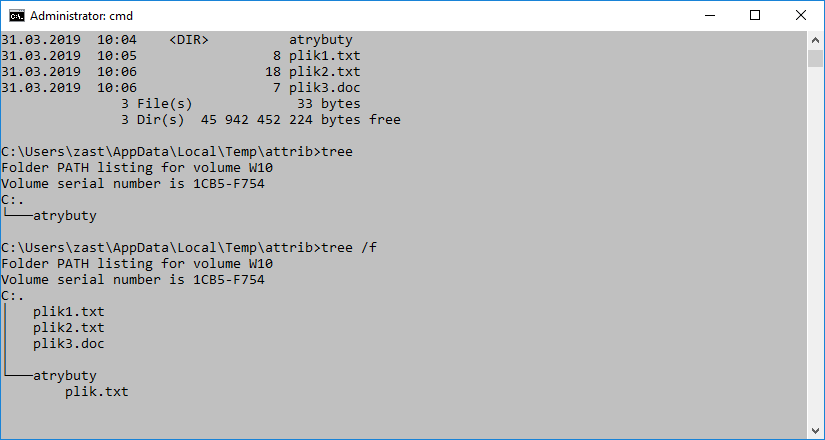 Administrator: cmd
31.03.2019  10:04    <DIR>          atrybuty
31.03.2019  10:05                 8 plik1.txt
31.03.2019  10:06                18 plik2.txt
31.03.2019  10:06                 7 plik3.doc
               3 File(s)             33 bytes
               3 Dir(s)  45 942 452 224 bytes free

C:\Users\zast\AppData\Local\Temp\attrib>tree
Folder PATH listing for volume W10
Volume serial number is 1CB5-F754
C:.
└───atrybuty

C:\Users\zast\AppData\Local\Temp\attrib>tree /f
Folder PATH listing for volume W10
Volume serial number is 1CB5-F754
C:.
│   plik1.txt
│   plik2.txt
│   plik3.doc
│
└───atrybuty
        plik.txt